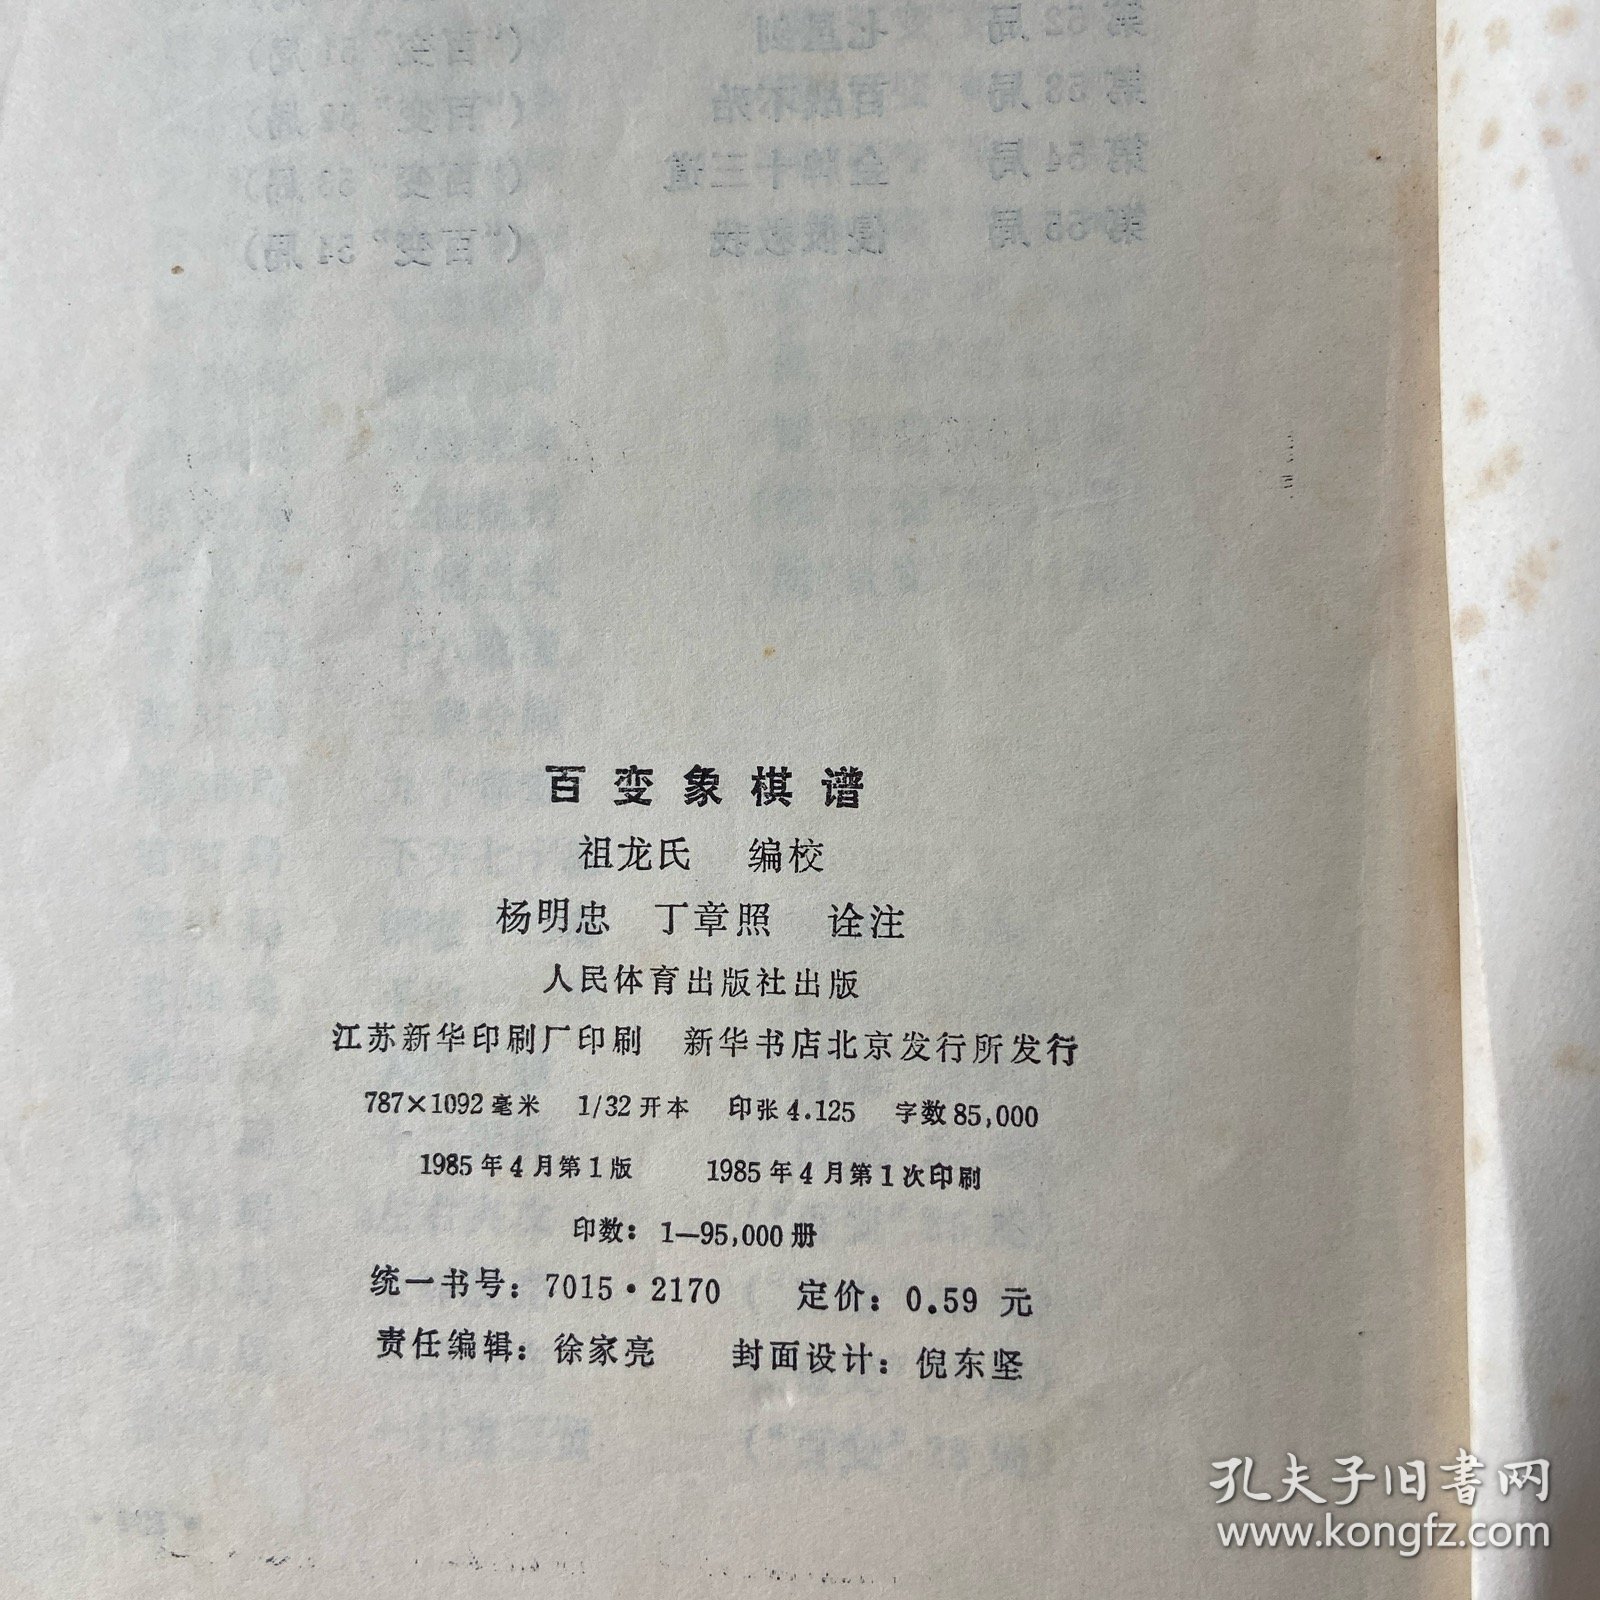 百变象棋谱
祖龙氏 编校
杨明忠 丁章照 诠注
人民体育出版社出版
江苏新华印刷厂印刷 新华书店北京发行所发行
787×1092毫米 1/32开本 印张4.125 字数85,000
1985年4月第1版 1985年4月第1次印刷
印数：1—95,000册
统一书号：7015·2170 定价：0.59 元
责任编辑：徐家亮 封面设计：倪东坚
孔夫子旧书网
www.kongfz.com